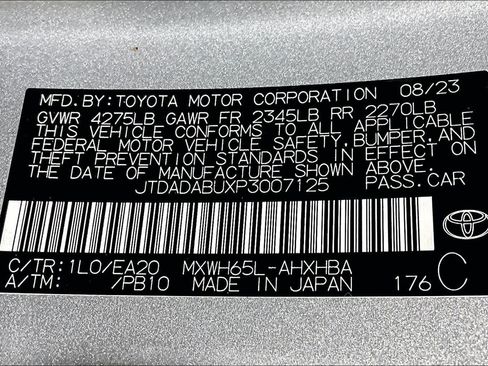 MFD. BY: TOYOTA MOTOR CORPORATION 08/23
GVWR 4275LB GAWR FR 2345LB RR 2270LB
THIS VEHICLE CONFORMS TO ALL APPLICABLE
FEDERAL MOTOR VEHICLE SAFETY, BUMPER, AND
THEFT PREVENTION STANDARDS IN EFFECT ON
THE DATE OF MANUFACTURE SHOWN ABOVE.
JTDADABUXP3007125 PASS. CAR
C/TR: 1L0/EA20 MXWH65L-AHXHBA
A/TM: /PB10 MADE IN JAPAN 176 C